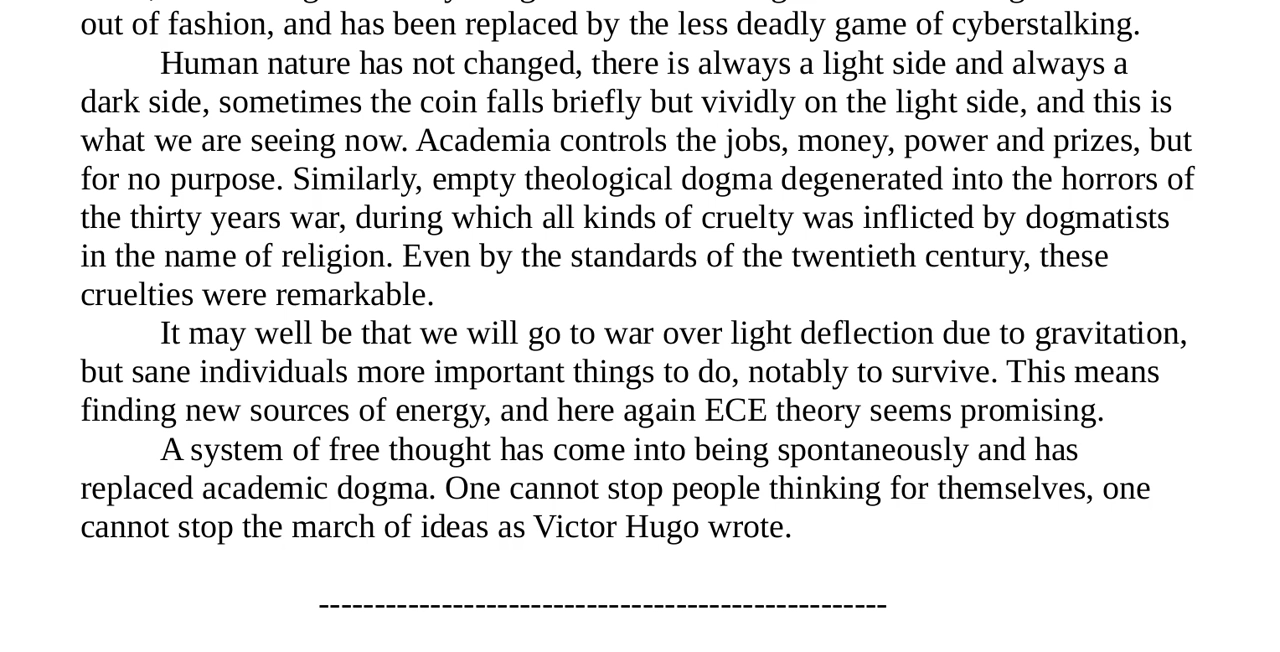 out of fashion, and has been replaced by the less deadly game of cyberstalking.
Human nature has not changed, there is always a light side and always a
dark side, sometimes the coin falls briefly but vividly on the light side, and this is
what we are seeing now. Academia controls the jobs, money, power and prizes, but
for no purpose. Similarly, empty theological dogma degenerated into the horrors of
the thirty years war, during which all kinds of cruelty was inflicted by dogmatists
in the name of religion. Even by the standards of the twentieth century, these
cruelties were remarkable.
It may well be that we will go to war over light deflection due to gravitation,
but sane individuals more important things to do, notably to survive. This means
finding new sources of energy, and here again ECE theory seems promising.
A system of free thought has come into being spontaneously and has
replaced academic dogma. One cannot stop people thinking for themselves, one
cannot stop the march of ideas as Victor Hugo wrote.
---------------------------------------------------